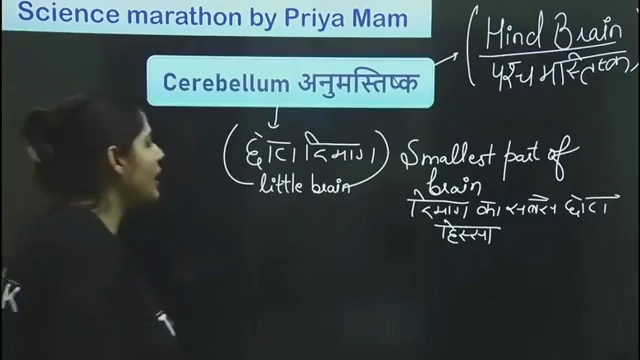 Science marathon by Priya Mam
Cerebellum अनुमस्तिष्क
Hind Brain
पश्च मस्तिष्क
(छोटा दिमाग)
little brain
Smallest part of
brain
दिमाग का सबसे छोटा
हिस्सा
K